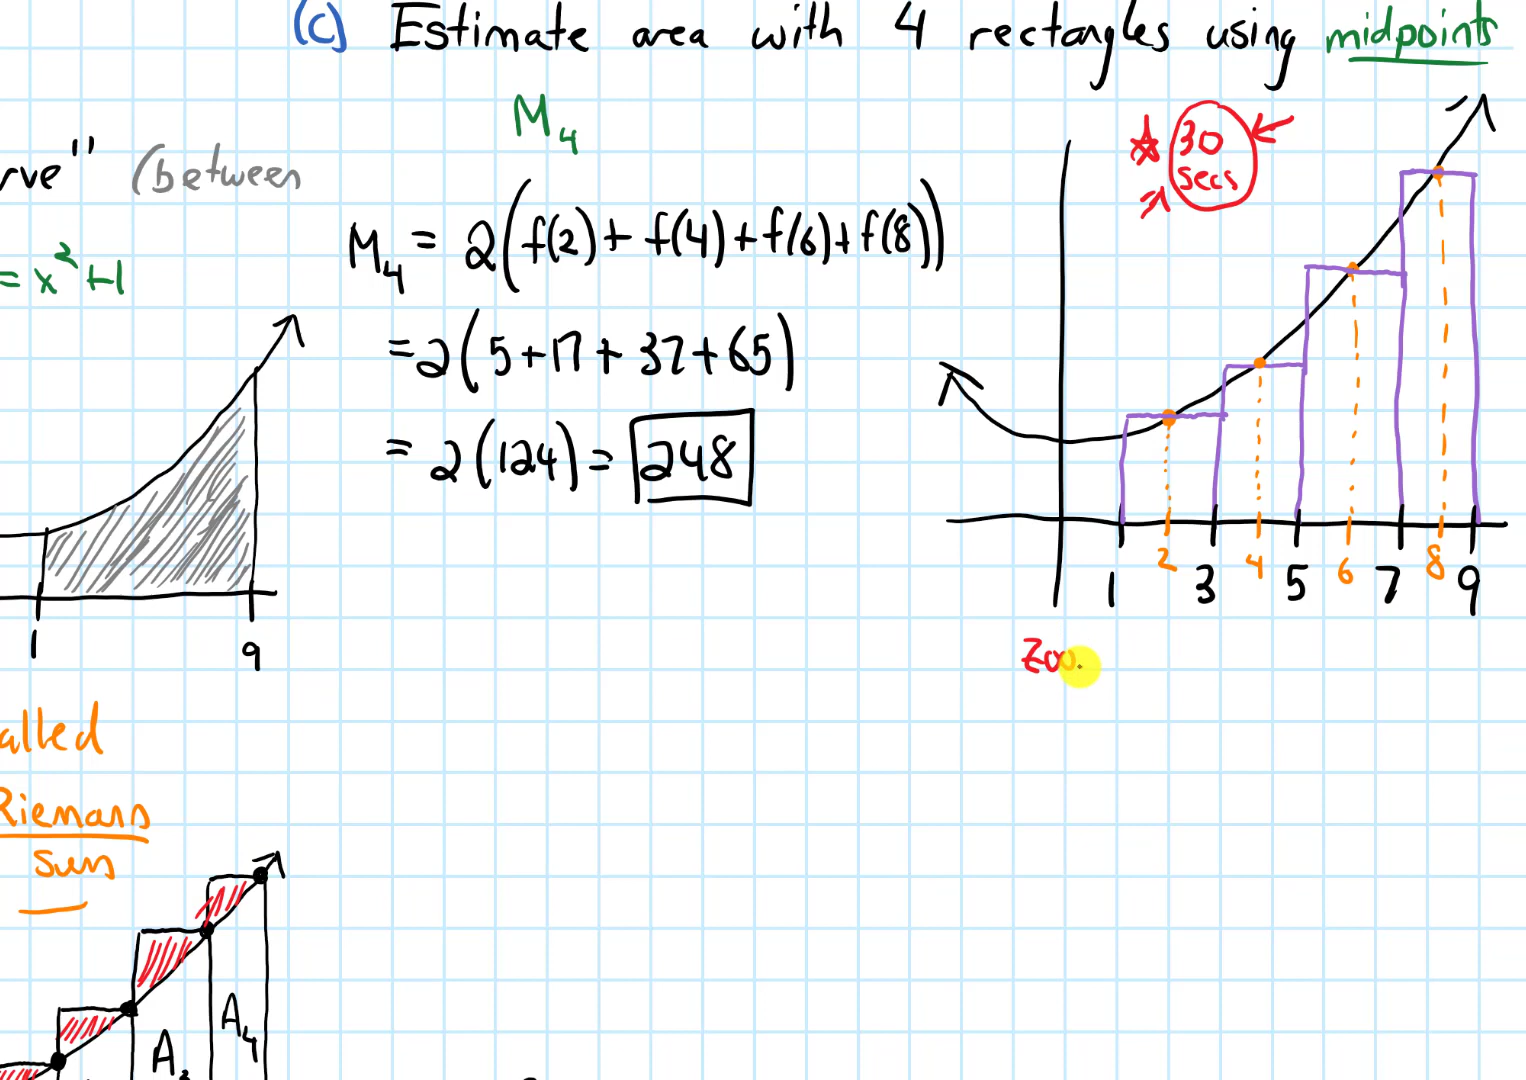 (c) Estimate area with 4 rectangles using midpoints
M4
rve" (between
= x²+1
M4 = 2(f(2)+ f(4)+f(6)+f(8))
=2(5+17+37+65)
= 2(124)= 248
30
secs
1 2 3 4 5 6 7 8 9
1 9
Zoo
alled
Riemann
sum
A4
A3